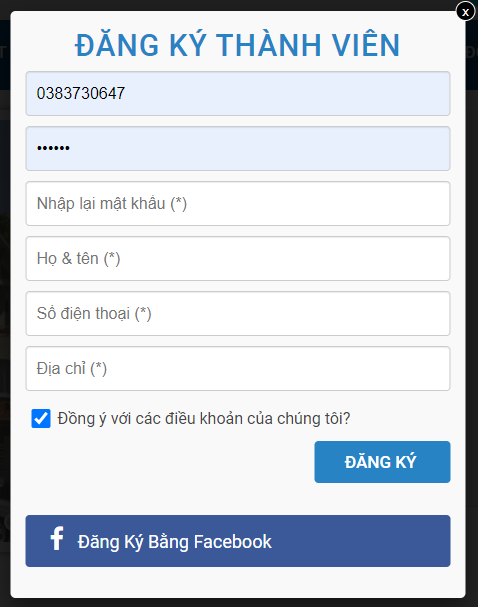 x
ĐĂNG KÝ THÀNH VIÊN
0383730647
••••••
Nhập lại mật khẩu (*)
Họ & tên (*)
Số điện thoại (*)
Địa chỉ (*)
Đồng ý với các điều khoản của chúng tôi?
ĐĂNG KÝ
f Đăng Ký Bằng Facebook